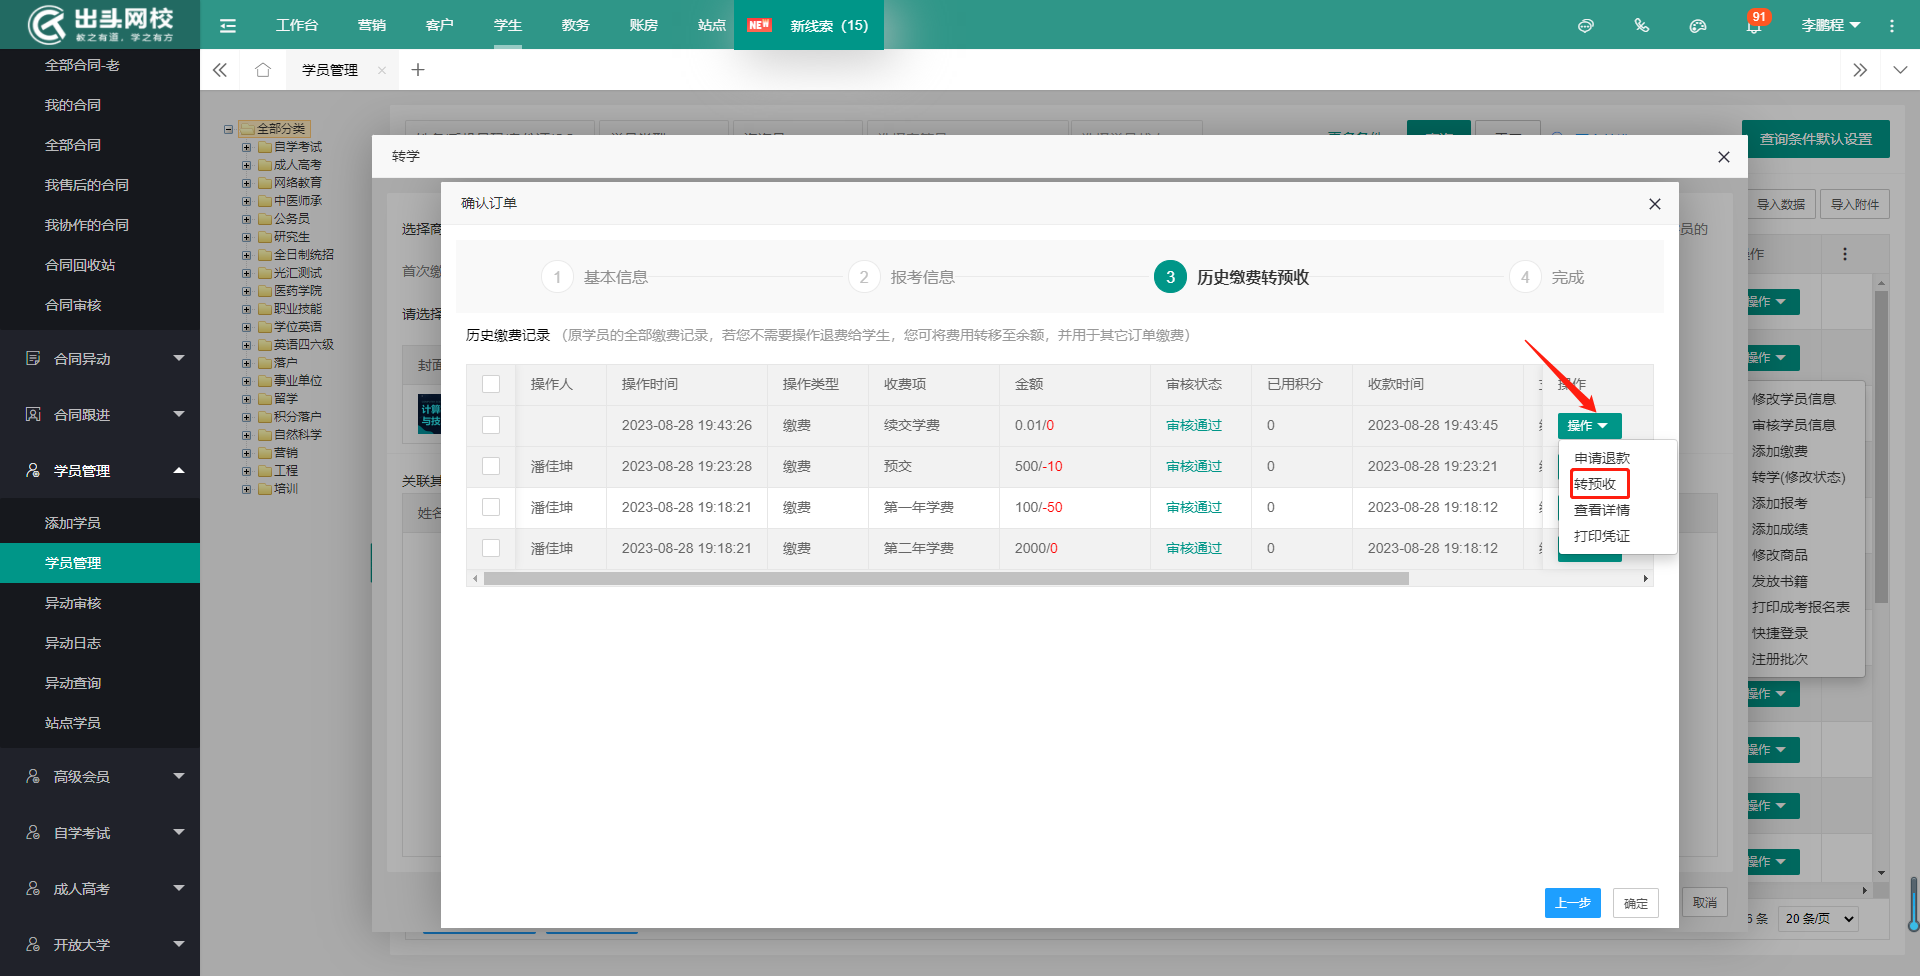 出头网校
教之有道，学之有方
工作台
营销
客户
学生
教务
账房
站点
NEW 新线索（15）
91
李鹏程
学员管理
全部合同-老
我的合同
全部合同
我售后的合同
我协作的合同
合同回收站
合同审核
合同异动
合同跟进
学员管理
添加学员
学员管理
异动审核
异动日志
异动查询
站点学员
高级会员
自学考试
成人高考
开放大学
全部分类
自学考试
成人高考
网络教育
中医师承
公务员
研究生
全日制统招
光汇测试
医药学院
职业技能
学位英语
英语四六级
落户
事业单位
留学
积分落户
自然科学
营销
工程
培训
查询条件默认设置
导入数据
导入附件
转学
选择商
首次缴
请选择
封面
计算
与技
关联其
姓名
员的
确认订单
1 基本信息
2 报考信息
3 历史缴费转预收
4 完成
历史缴费记录 （原学员的全部缴费记录，若您不需要操作退费给学生，您可将费用转移至余额，并用于其它订单缴费）
操作人 操作时间 操作类型 收费项 金额 审核状态 已用积分 收款时间 操作
2023-08-28 19:43:26 缴费 续交学费 0.01/0 审核通过 0 2023-08-28 19:43:45 操作
潘佳坤 2023-08-28 19:23:28 缴费 预交 500/-10 审核通过 0 2023-08-28 19:23:21
潘佳坤 2023-08-28 19:18:21 缴费 第一年学费 100/-50 审核通过 0 2023-08-28 19:18:12
潘佳坤 2023-08-28 19:18:21 缴费 第二年学费 2000/0 审核通过 0 2023-08-28 19:18:12
申请退款
转预收
查看详情
打印凭证
上一步
确定
取消
操作
操作
操作
修改学员信息
审核学员信息
添加缴费
转学(修改状态)
添加报考
添加成绩
修改商品
发放书籍
打印成考报名表
快捷登录
注册批次
操作
操作
操作
操作
6 条
20 条/页